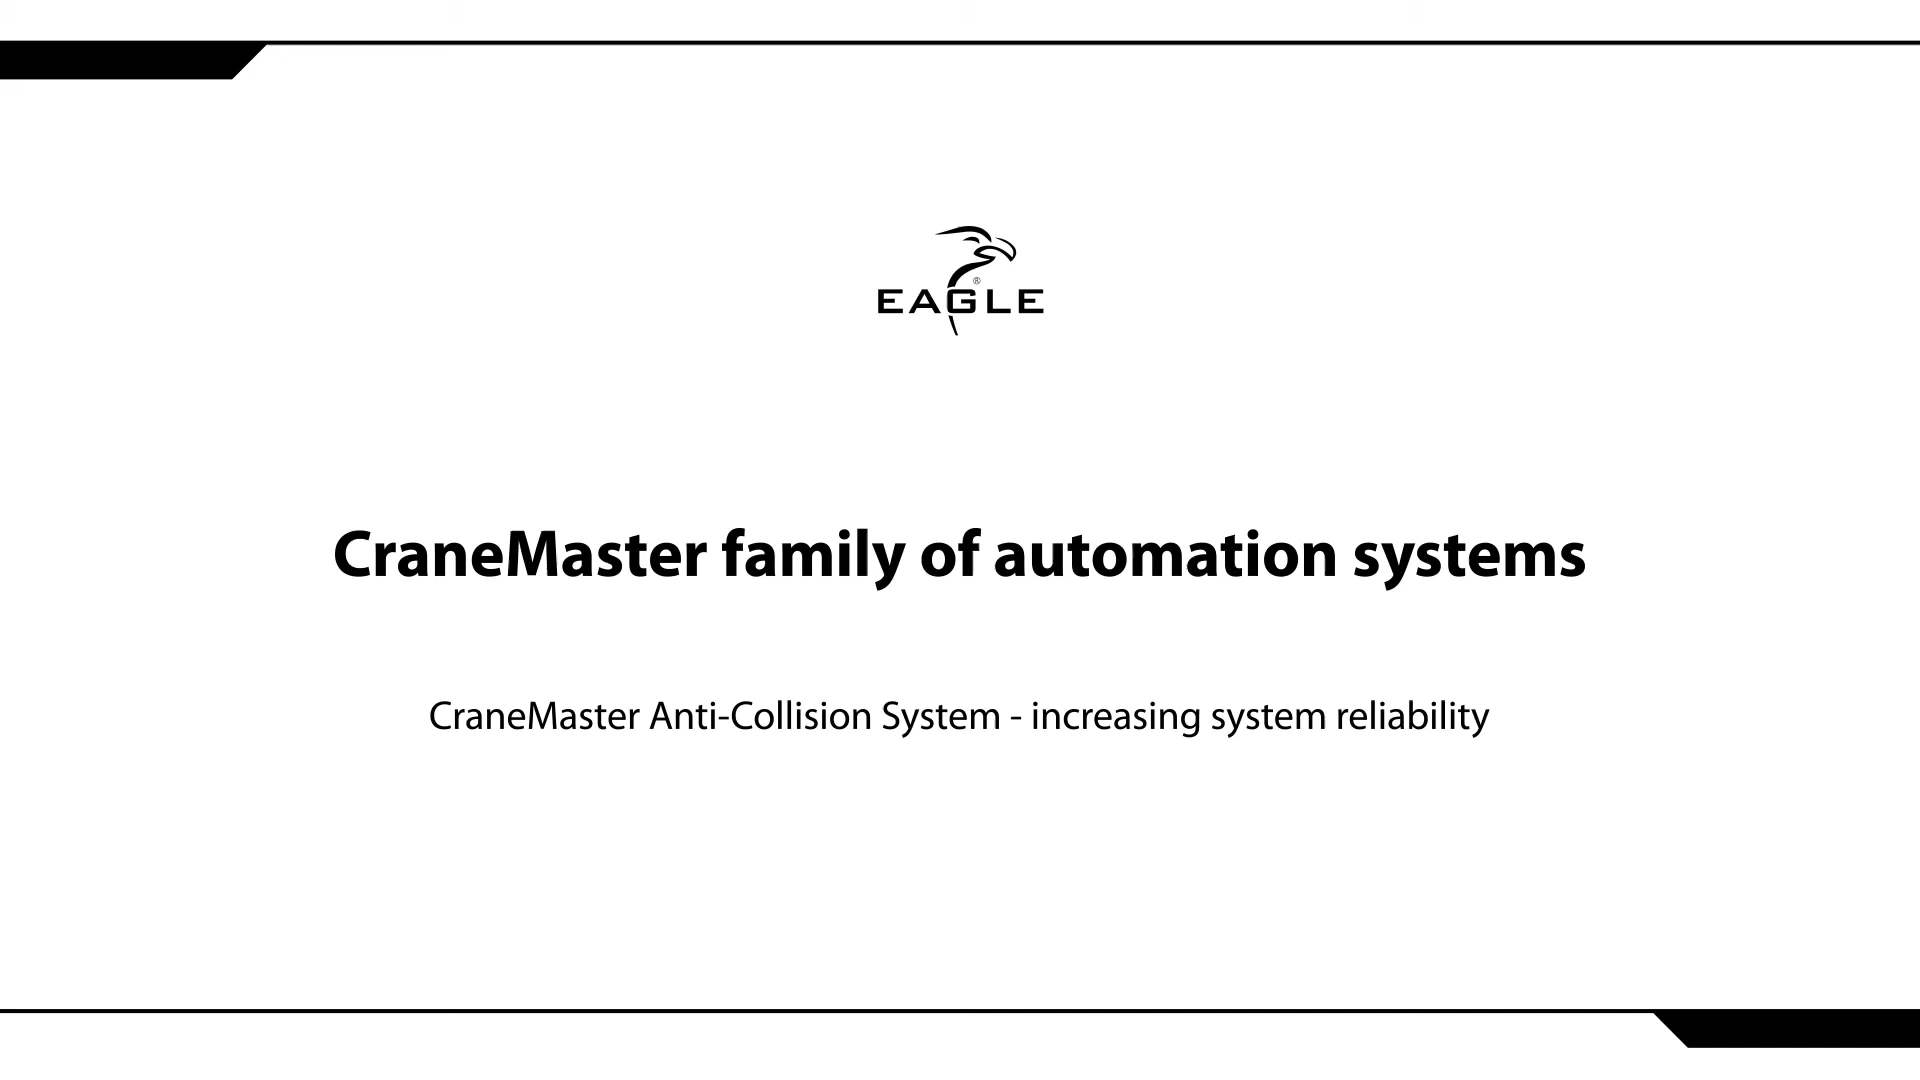 EAGLE®
CraneMaster family of automation systems
CraneMaster Anti-Collision System - increasing system reliability